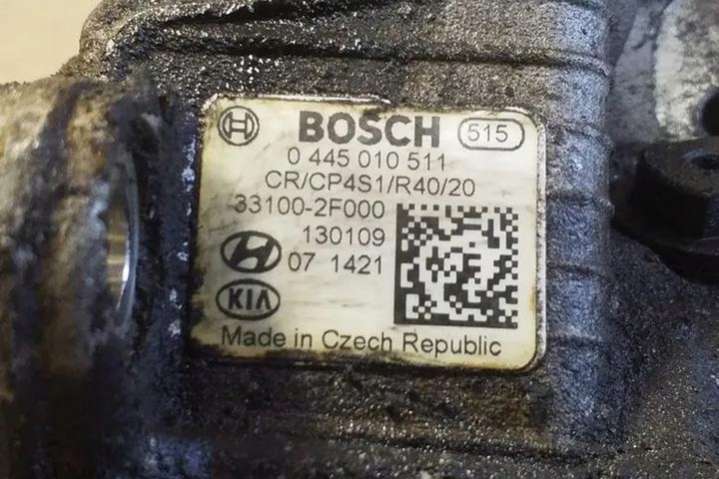 BOSCH 515
0 445 010 511
CR/CP4S1/R40/20
33100-2F000
130109
07 1421
KIA
Made in Czech Republic